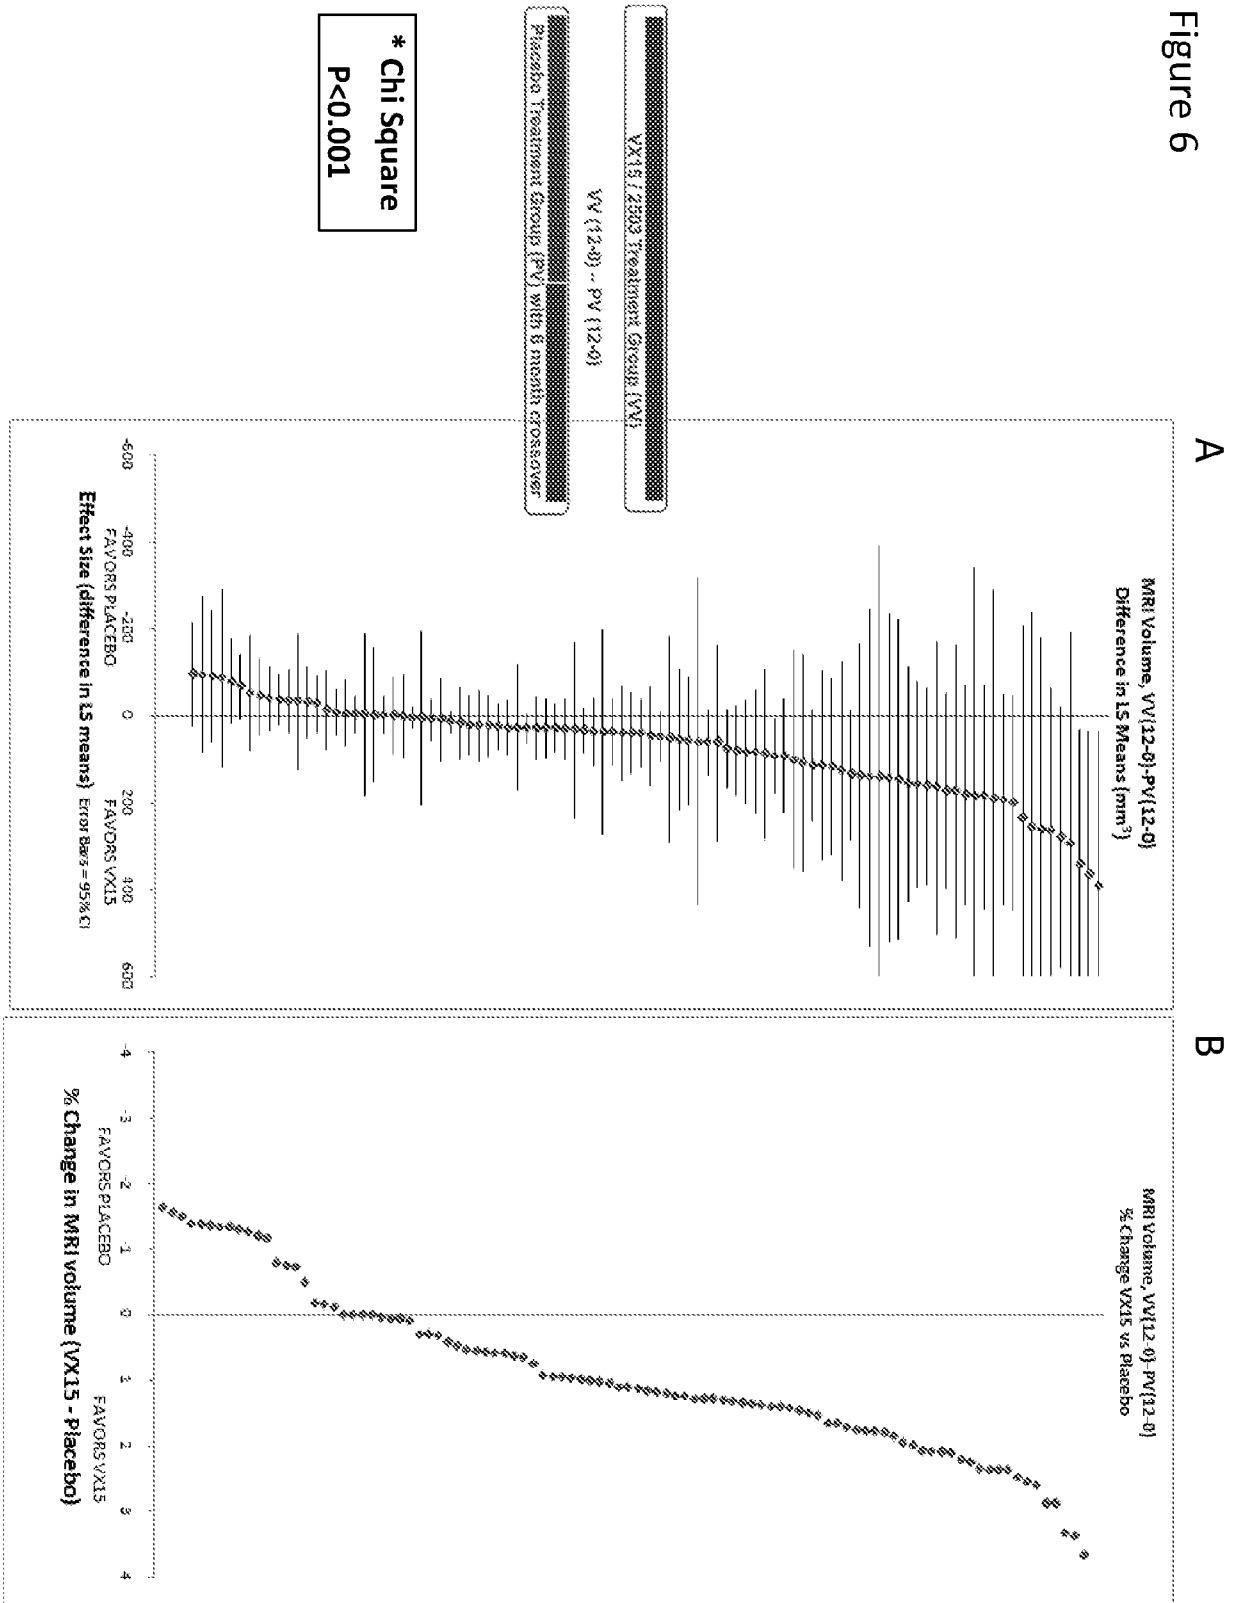 Figure 6
VX15 / 2503 Treatment Group (VV)
VV (12-0) -- PV (12-0)
Placebo Treatment Group (PV) with 6 month crossover
* Chi Square
P<0.001
A
MRI Volume, VV(12-0)-PV(12-0)
Difference in LS Means (mm³)
-600 -400 -200 0 200 400 600
FAVORS PLACEBO FAVORS VX15
Effect Size (difference in LS means) Error Bars = 95% CI
B
MRI Volume, VV(12-0)-PV(12-0)
% Change VX15 vs Placebo
-4 -3 -2 -1 0 1 2 3 4
FAVORS PLACEBO FAVORS VX15
% Change in MRI volume (VX15 - Placebo)